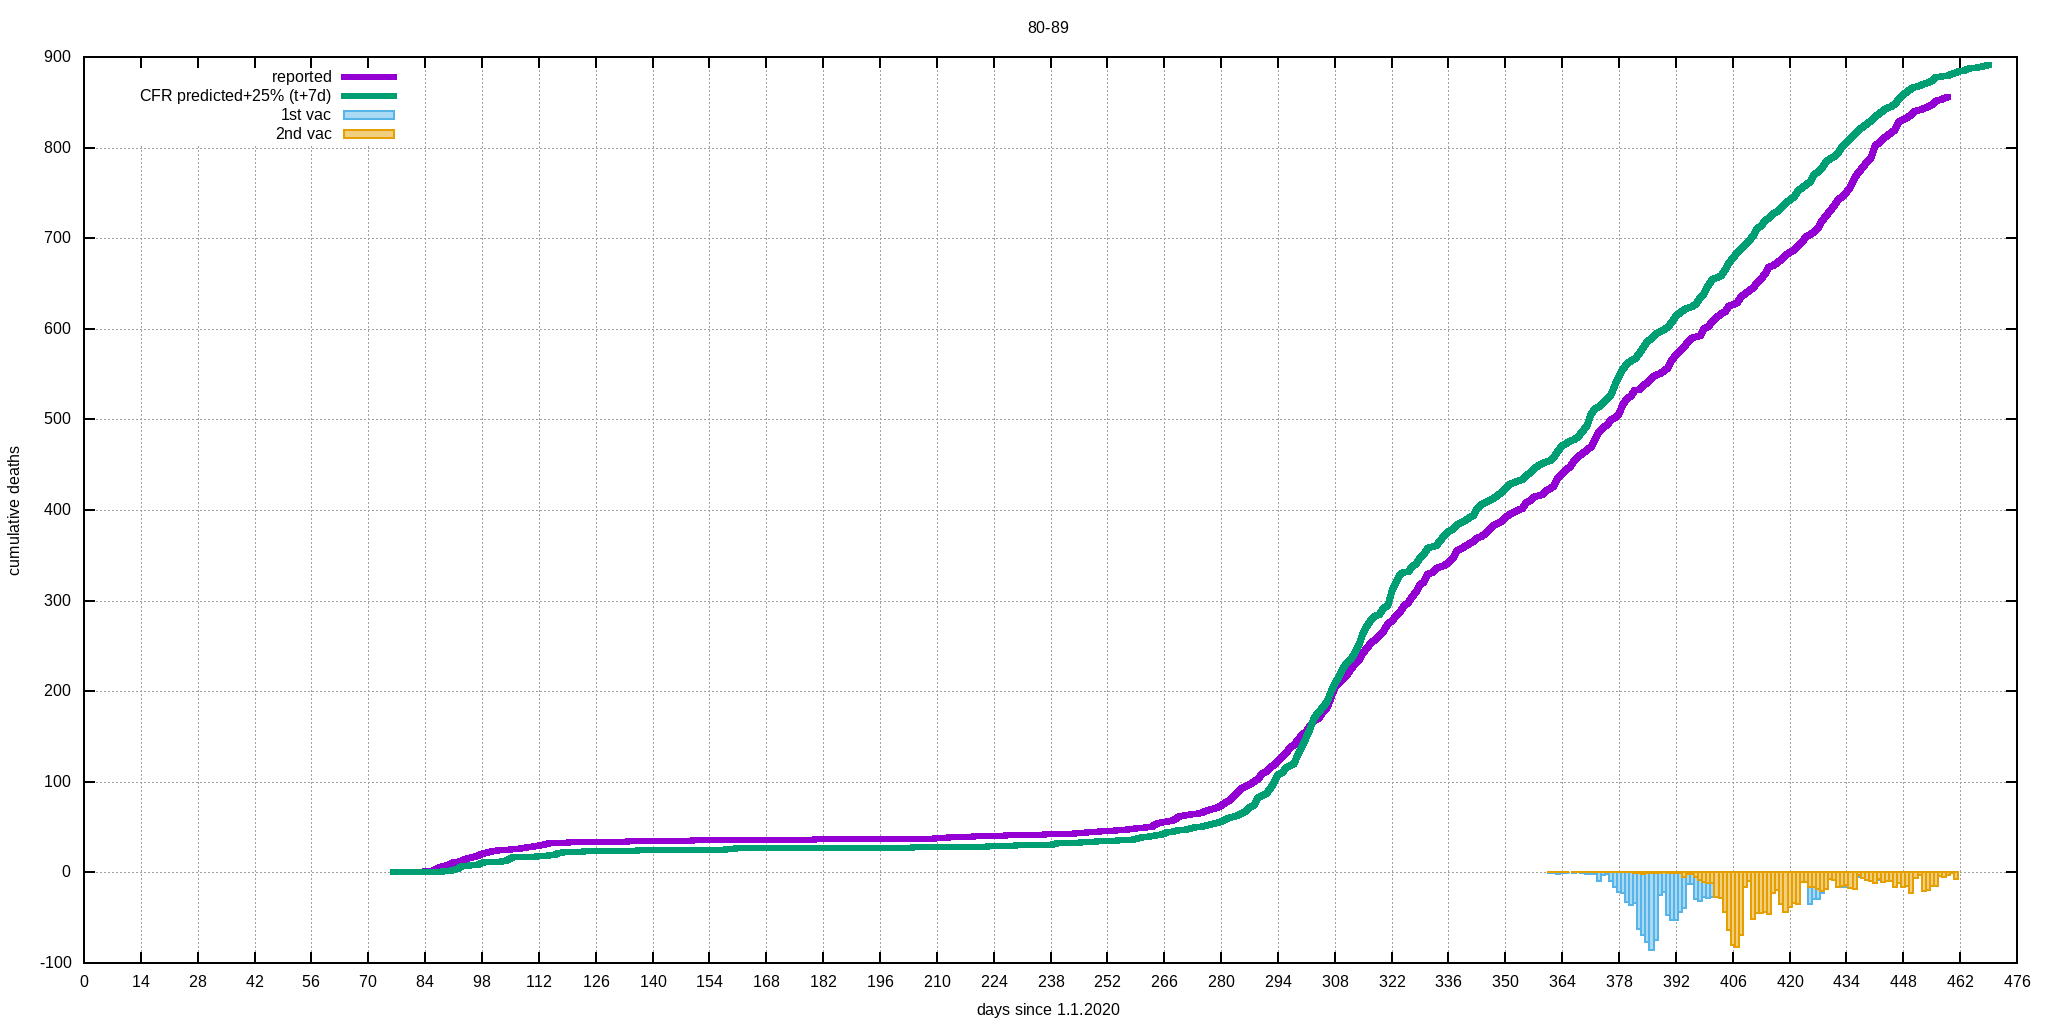 80-89
900
800
700
600
500
400
300
200
100
0
-100
cumulative deaths
reported
CFR predicted+25% (t+7d)
1st vac
2nd vac
0 14 28 42 56 70 84 98 112 126 140 154 168 182 196 210 224 238 252 266 280 294 308 322 336 350 364 378 392 406 420 434 448 462 476
days since 1.1.2020